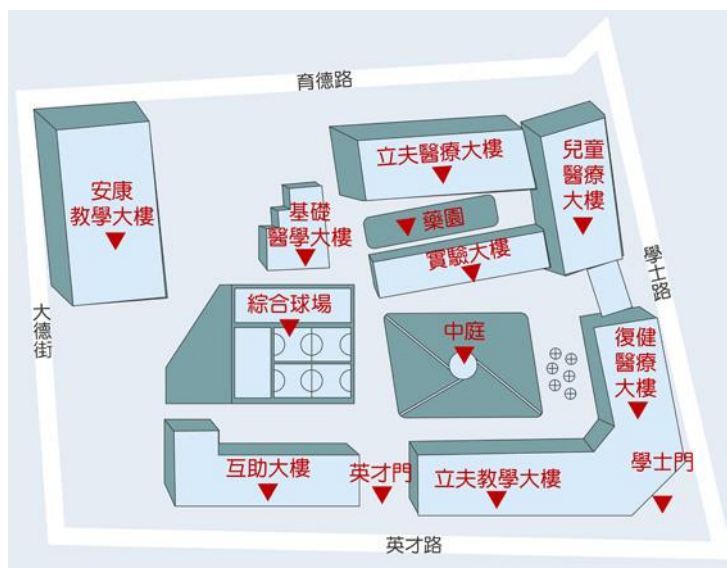 育德路
立夫醫療大樓
兒童
醫療
大樓
安康
教學大樓
基礎
醫學大樓
藥園
實驗大樓
學士路
大德街
綜合球場
中庭
復健
醫療
大樓
互助大樓
英才門
立夫教學大樓
學士門
英才路